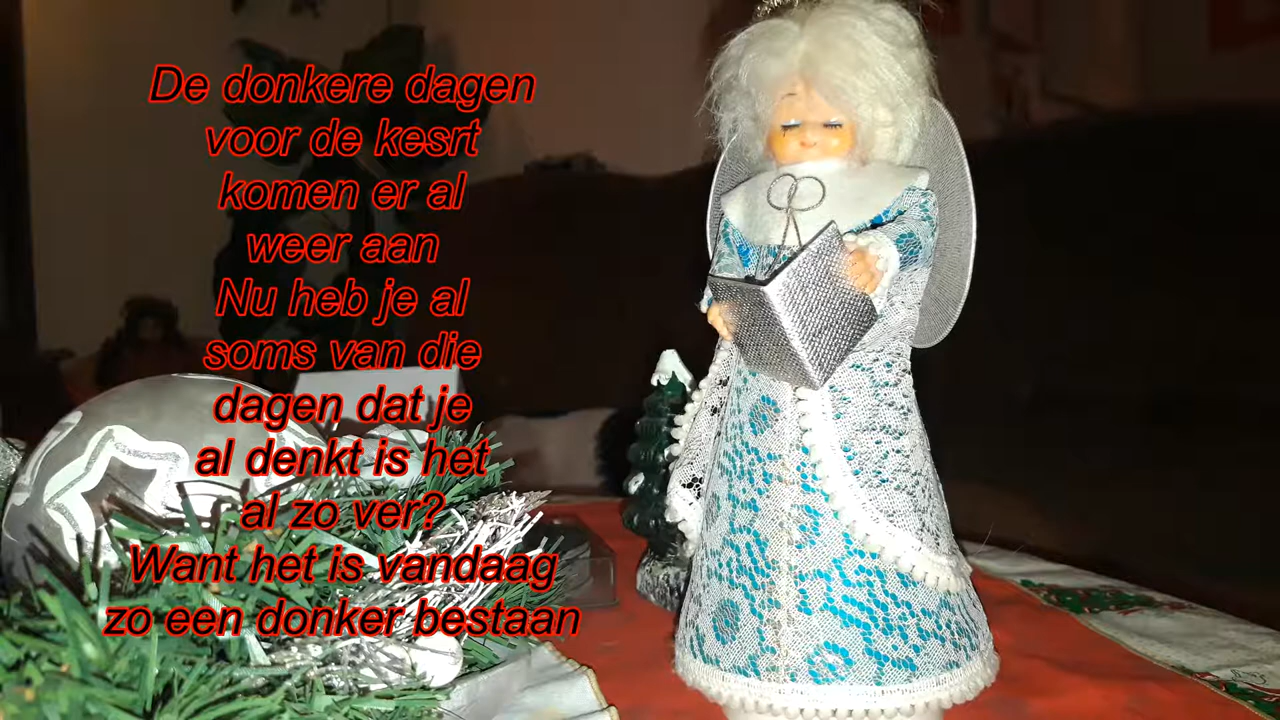 De donkere dagen
voor de kesrt
komen er al
weer aan
Nu heb je al
soms van die
dagen dat je
al denkt is het
al zo ver?
Want het is vandaag
zo een donker bestaan